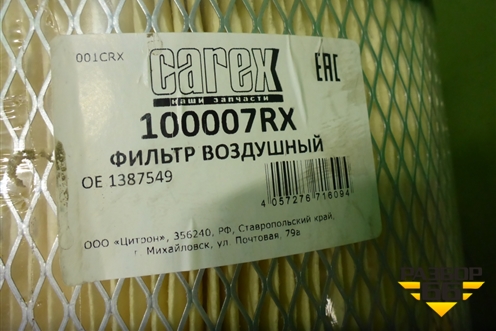 001CRX
carex
наши запчасти
EAC
100007RX
ФИЛЬТР ВОЗДУШНЫЙ
OE 1387549
4 057276 716094
ООО «Цитрон», 356240, РФ, Ставропольский край,
г. Михайловск, ул. Почтовая, 79в